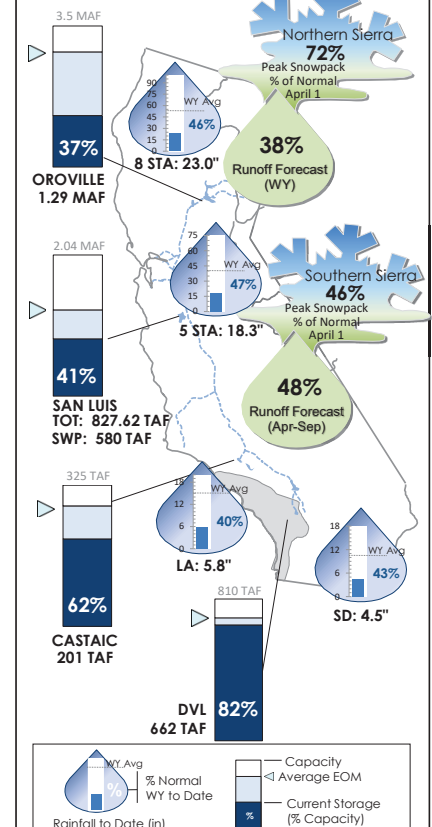 3.5 MAF
37%
OROVILLE
1.29 MAF
Northern Sierra
72%
Peak Snowpack
% of Normal
April 1
38%
Runoff Forecast
(WY)
90
75
60
45
30
15
0
WY Avg
46%
8 STA: 23.0"
2.04 MAF
41%
SAN LUIS
TOT: 827.62 TAF
SWP: 580 TAF
75
60
45
30
15
0
WY Avg
47%
5 STA: 18.3"
Southern Sierra
46%
Peak Snowpack
% of Normal
April 1
48%
Runoff Forecast
(Apr-Sep)
325 TAF
62%
CASTAIC
201 TAF
18
12
6
0
WY Avg
40%
LA: 5.8"
18
12
6
0
WY Avg
43%
SD: 4.5"
810 TAF
82%
DVL
662 TAF
WY Avg
%
% Normal
WY to Date
Rainfall to Date (in)
Capacity
Average EOM
Current Storage
(% Capacity)
%